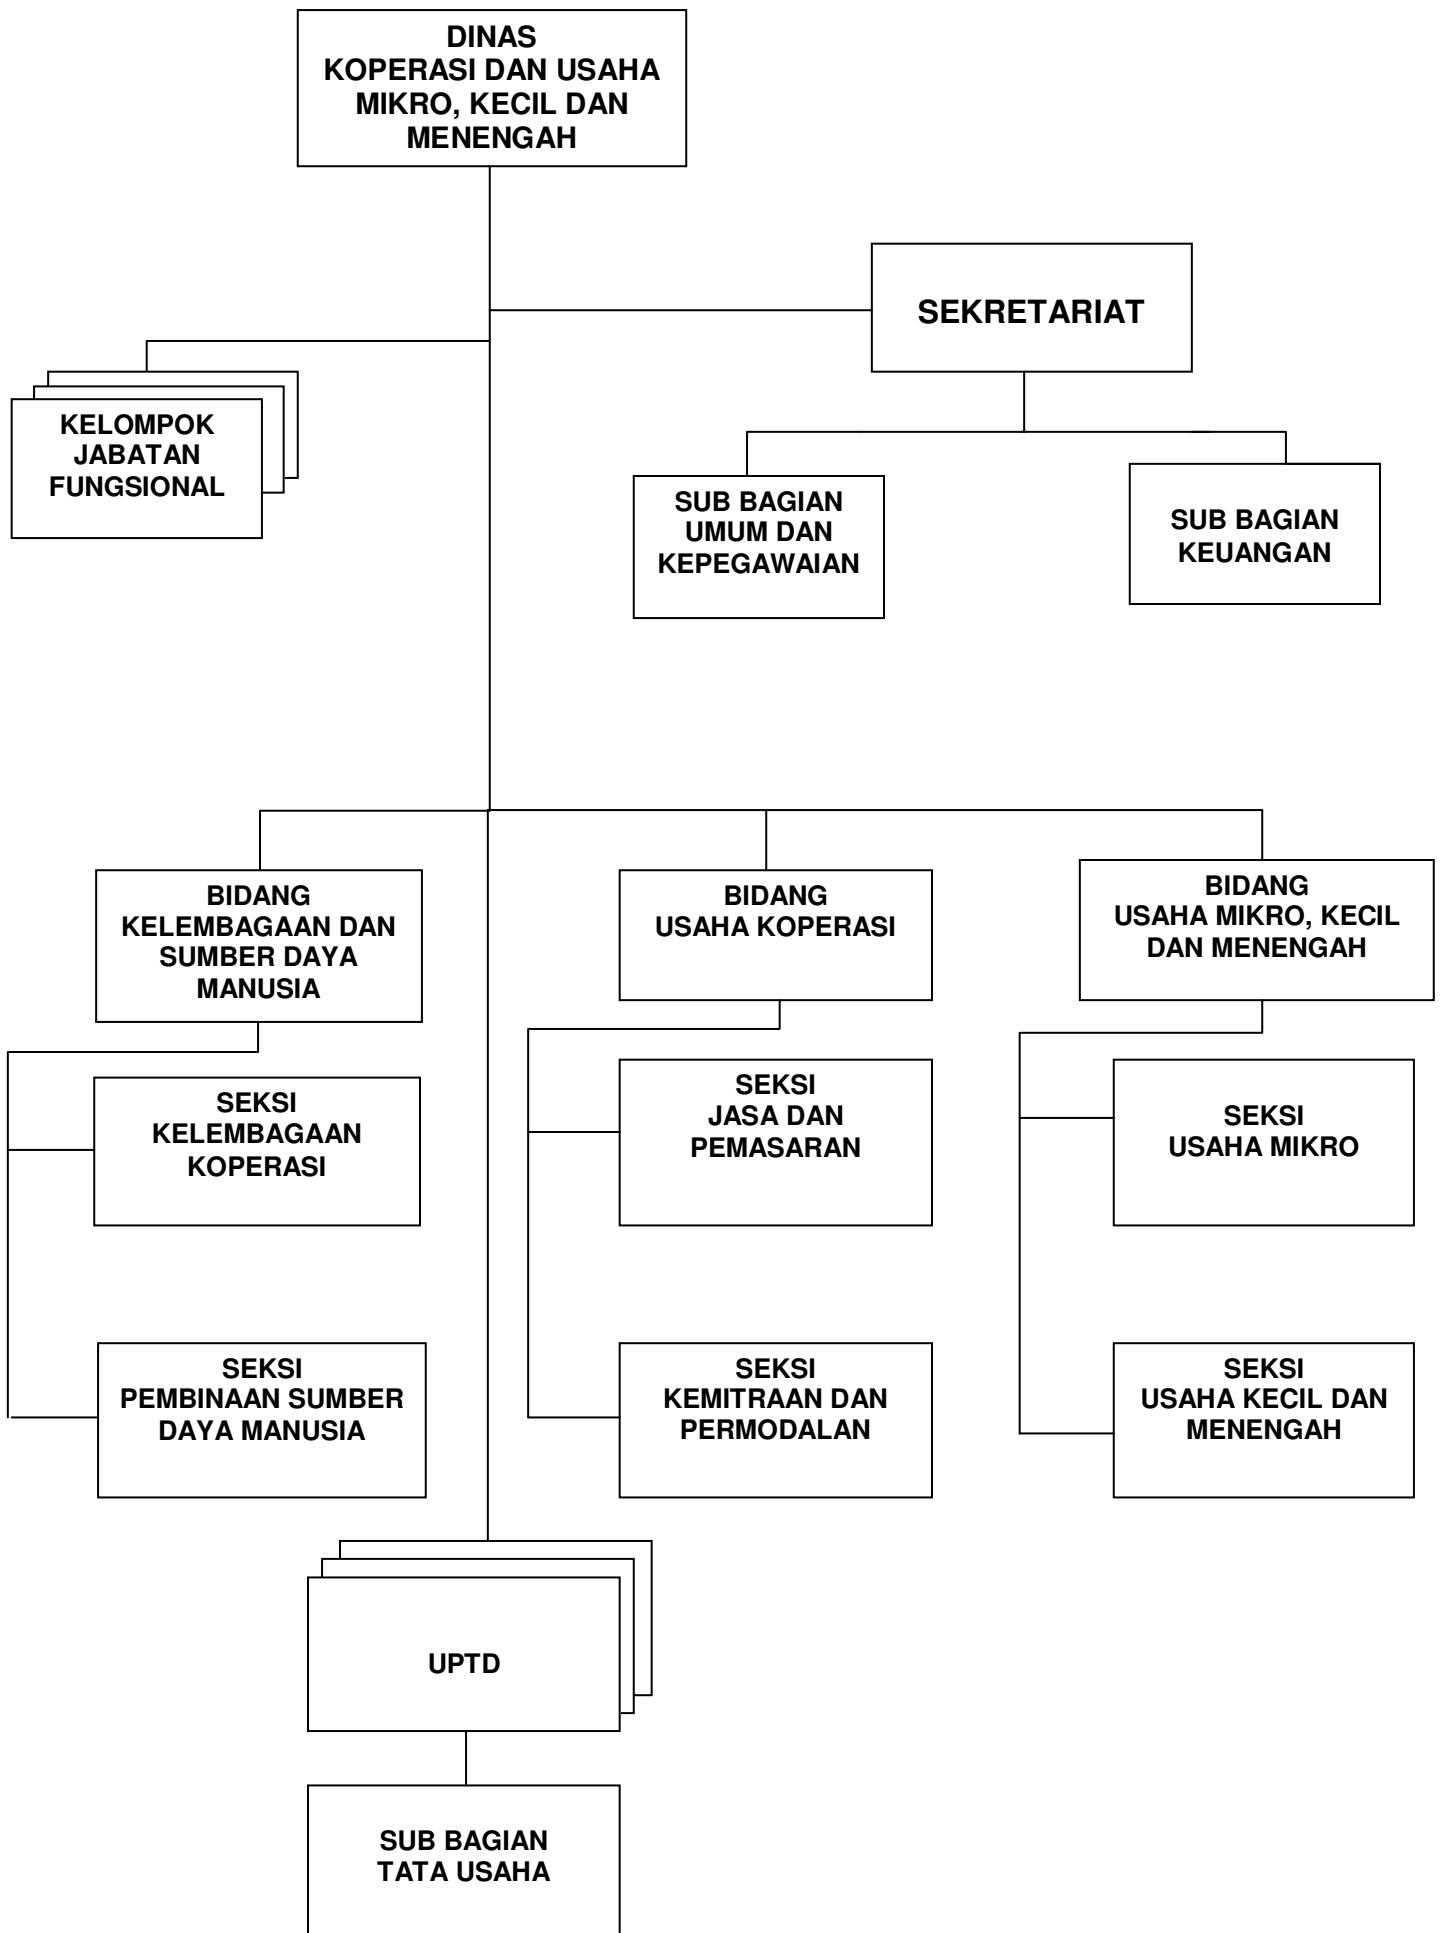 DINAS
KOPERASI DAN USAHA
MIKRO, KECIL DAN
MENENGAH
SEKRETARIAT
KELOMPOK
JABATAN
FUNGSIONAL
SUB BAGIAN
UMUM DAN
KEPEGAWAIAN
SUB BAGIAN
KEUANGAN
BIDANG
KELEMBAGAAN DAN
SUMBER DAYA
MANUSIA
BIDANG
USAHA KOPERASI
BIDANG
USAHA MIKRO, KECIL
DAN MENENGAH
SEKSI
KELEMBAGAAN
KOPERASI
SEKSI
JASA DAN
PEMASARAN
SEKSI
USAHA MIKRO
SEKSI
PEMBINAAN SUMBER
DAYA MANUSIA
SEKSI
KEMITRAAN DAN
PERMODALAN
SEKSI
USAHA KECIL DAN
MENENGAH
UPTD
SUB BAGIAN
TATA USAHA